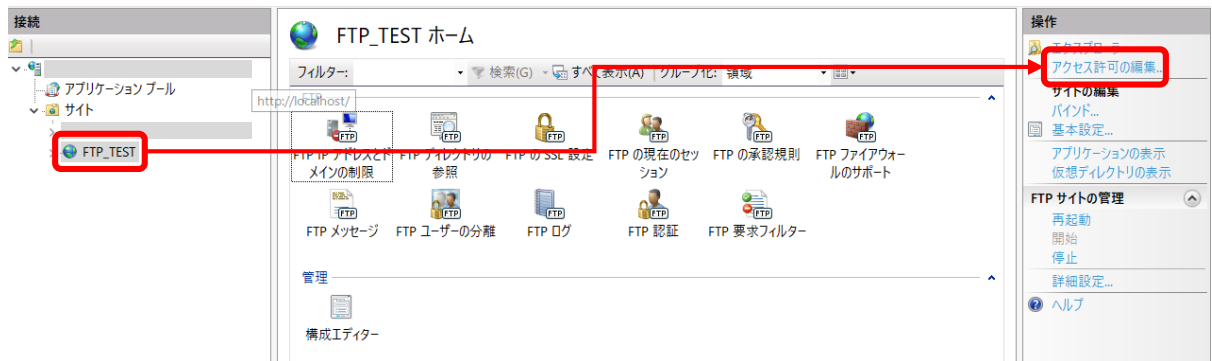 接続
アプリケーション プール
サイト
FTP_TEST
http://localhost/
FTP_TEST ホーム
フィルター:
検索(G)
すべて表示(A)
グループ化: 領域
FTP
FTP IP アドレスとド
メインの制限
FTP ディレクトリの
参照
FTP の SSL 設定
FTP の現在のセッ
ション
FTP の承認規則
FTP ファイアウォー
ルのサポート
FTP メッセージ
FTP ユーザーの分離
FTP ログ
FTP 認証
FTP 要求フィルター
管理
構成エディター
操作
エクスプローラー
アクセス許可の編集...
サイトの編集
バインド...
基本設定...
アプリケーションの表示
仮想ディレクトリの表示
FTP サイトの管理
再起動
開始
停止
詳細設定...
ヘルプ